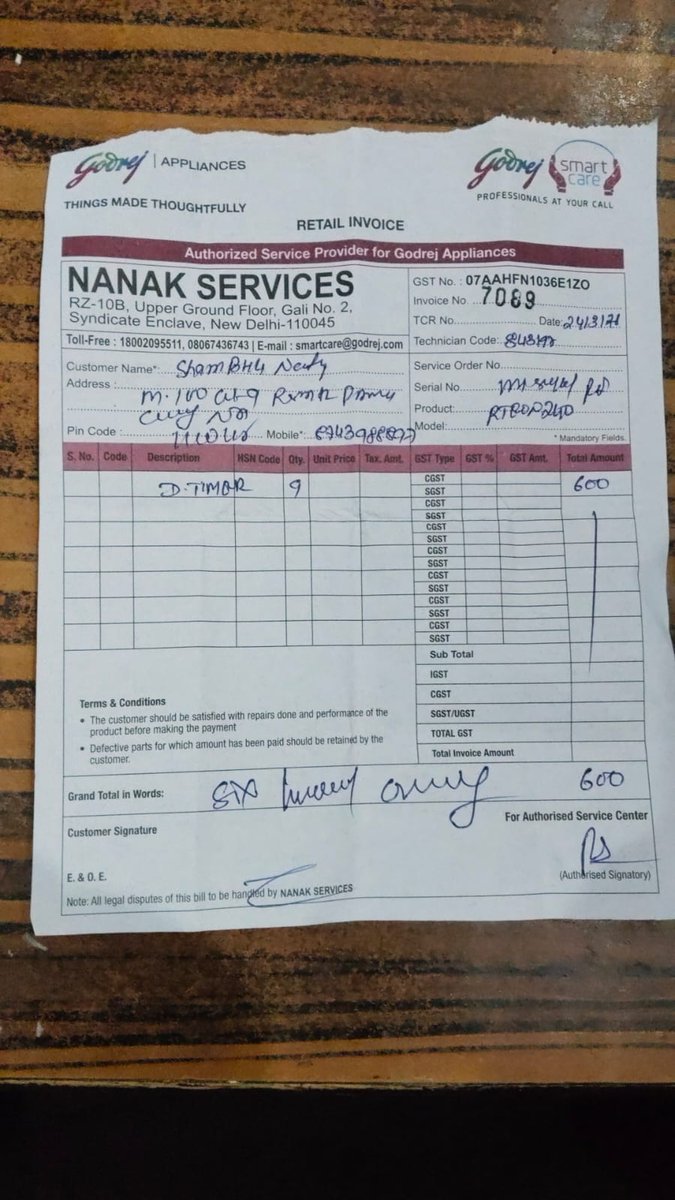 Godrej | APPLIANCES
THINGS MADE THOUGHTFULLY
Godrej smart care
PROFESSIONALS AT YOUR CALL
RETAIL INVOICE
Authorized Service Provider for Godrej Appliances
NANAK SERVICES
RZ-10B, Upper Ground Floor, Gali No. 2,
Syndicate Enclave, New Delhi-110045
Toll-Free : 18002095511, 08067436743 | E-mail : smartcare@godrej.com
GST No. : 07AAHFN1036E1ZO
Invoice No. 7089
TCR No.
Date:
Technician Code:
Customer Name*:
Address :
Pin Code :
Mobile*:
Service Order No.
Serial No.
Product:
Model:
* Mandatory Fields.
S. No. Code Description HSN Code Qty. Unit Price Tax. Amt. GST Type GST % GST Amt. Total Amount
D. TIMAR 9 CGST 600
SGST
CGST
SGST
CGST
SGST
CGST
SGST
CGST
SGST
CGST
SGST
CGST
SGST
Sub Total
IGST
CGST
SGST/UGST
TOTAL GST
Total Invoice Amount
Terms & Conditions
• The customer should be satisfied with repairs done and performance of the
product before making the payment
• Defective parts for which amount has been paid should be retained by the
customer.
Grand Total in Words: Six 600
Customer Signature
For Authorised Service Center
(Authorised Signatory)
E. & O. E.
Note: All legal disputes of this bill to be handled by NANAK SERVICES